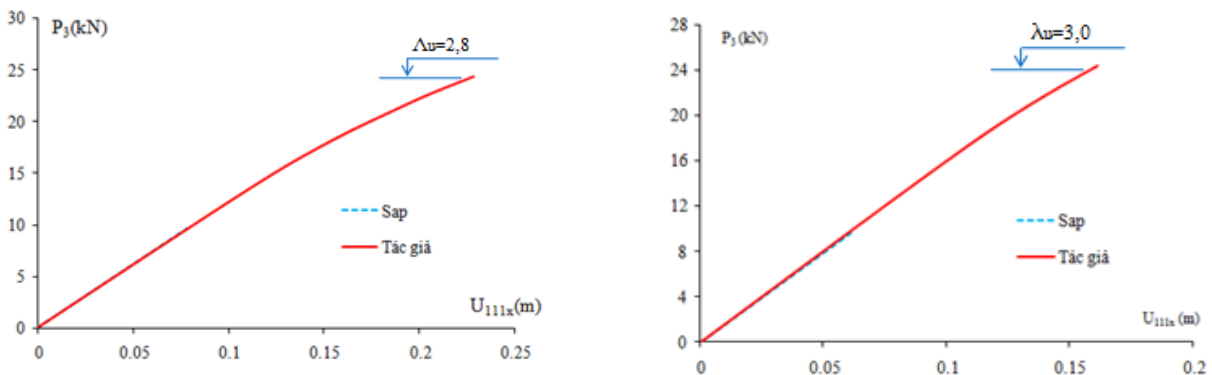 30
P₃(kN)
Λυ=2,8
25
20
15
10
5
0
Sap
Tác giả
U₁₁₁ₓ(m)
0 0.05 0.1 0.15 0.2 0.25
28
P₃(kN)
λυ=3,0
24
20
16
12
8
4
0
Sap
Tác giả
U₁₁₁ₓ(m)
0 0.05 0.1 0.15 0.2